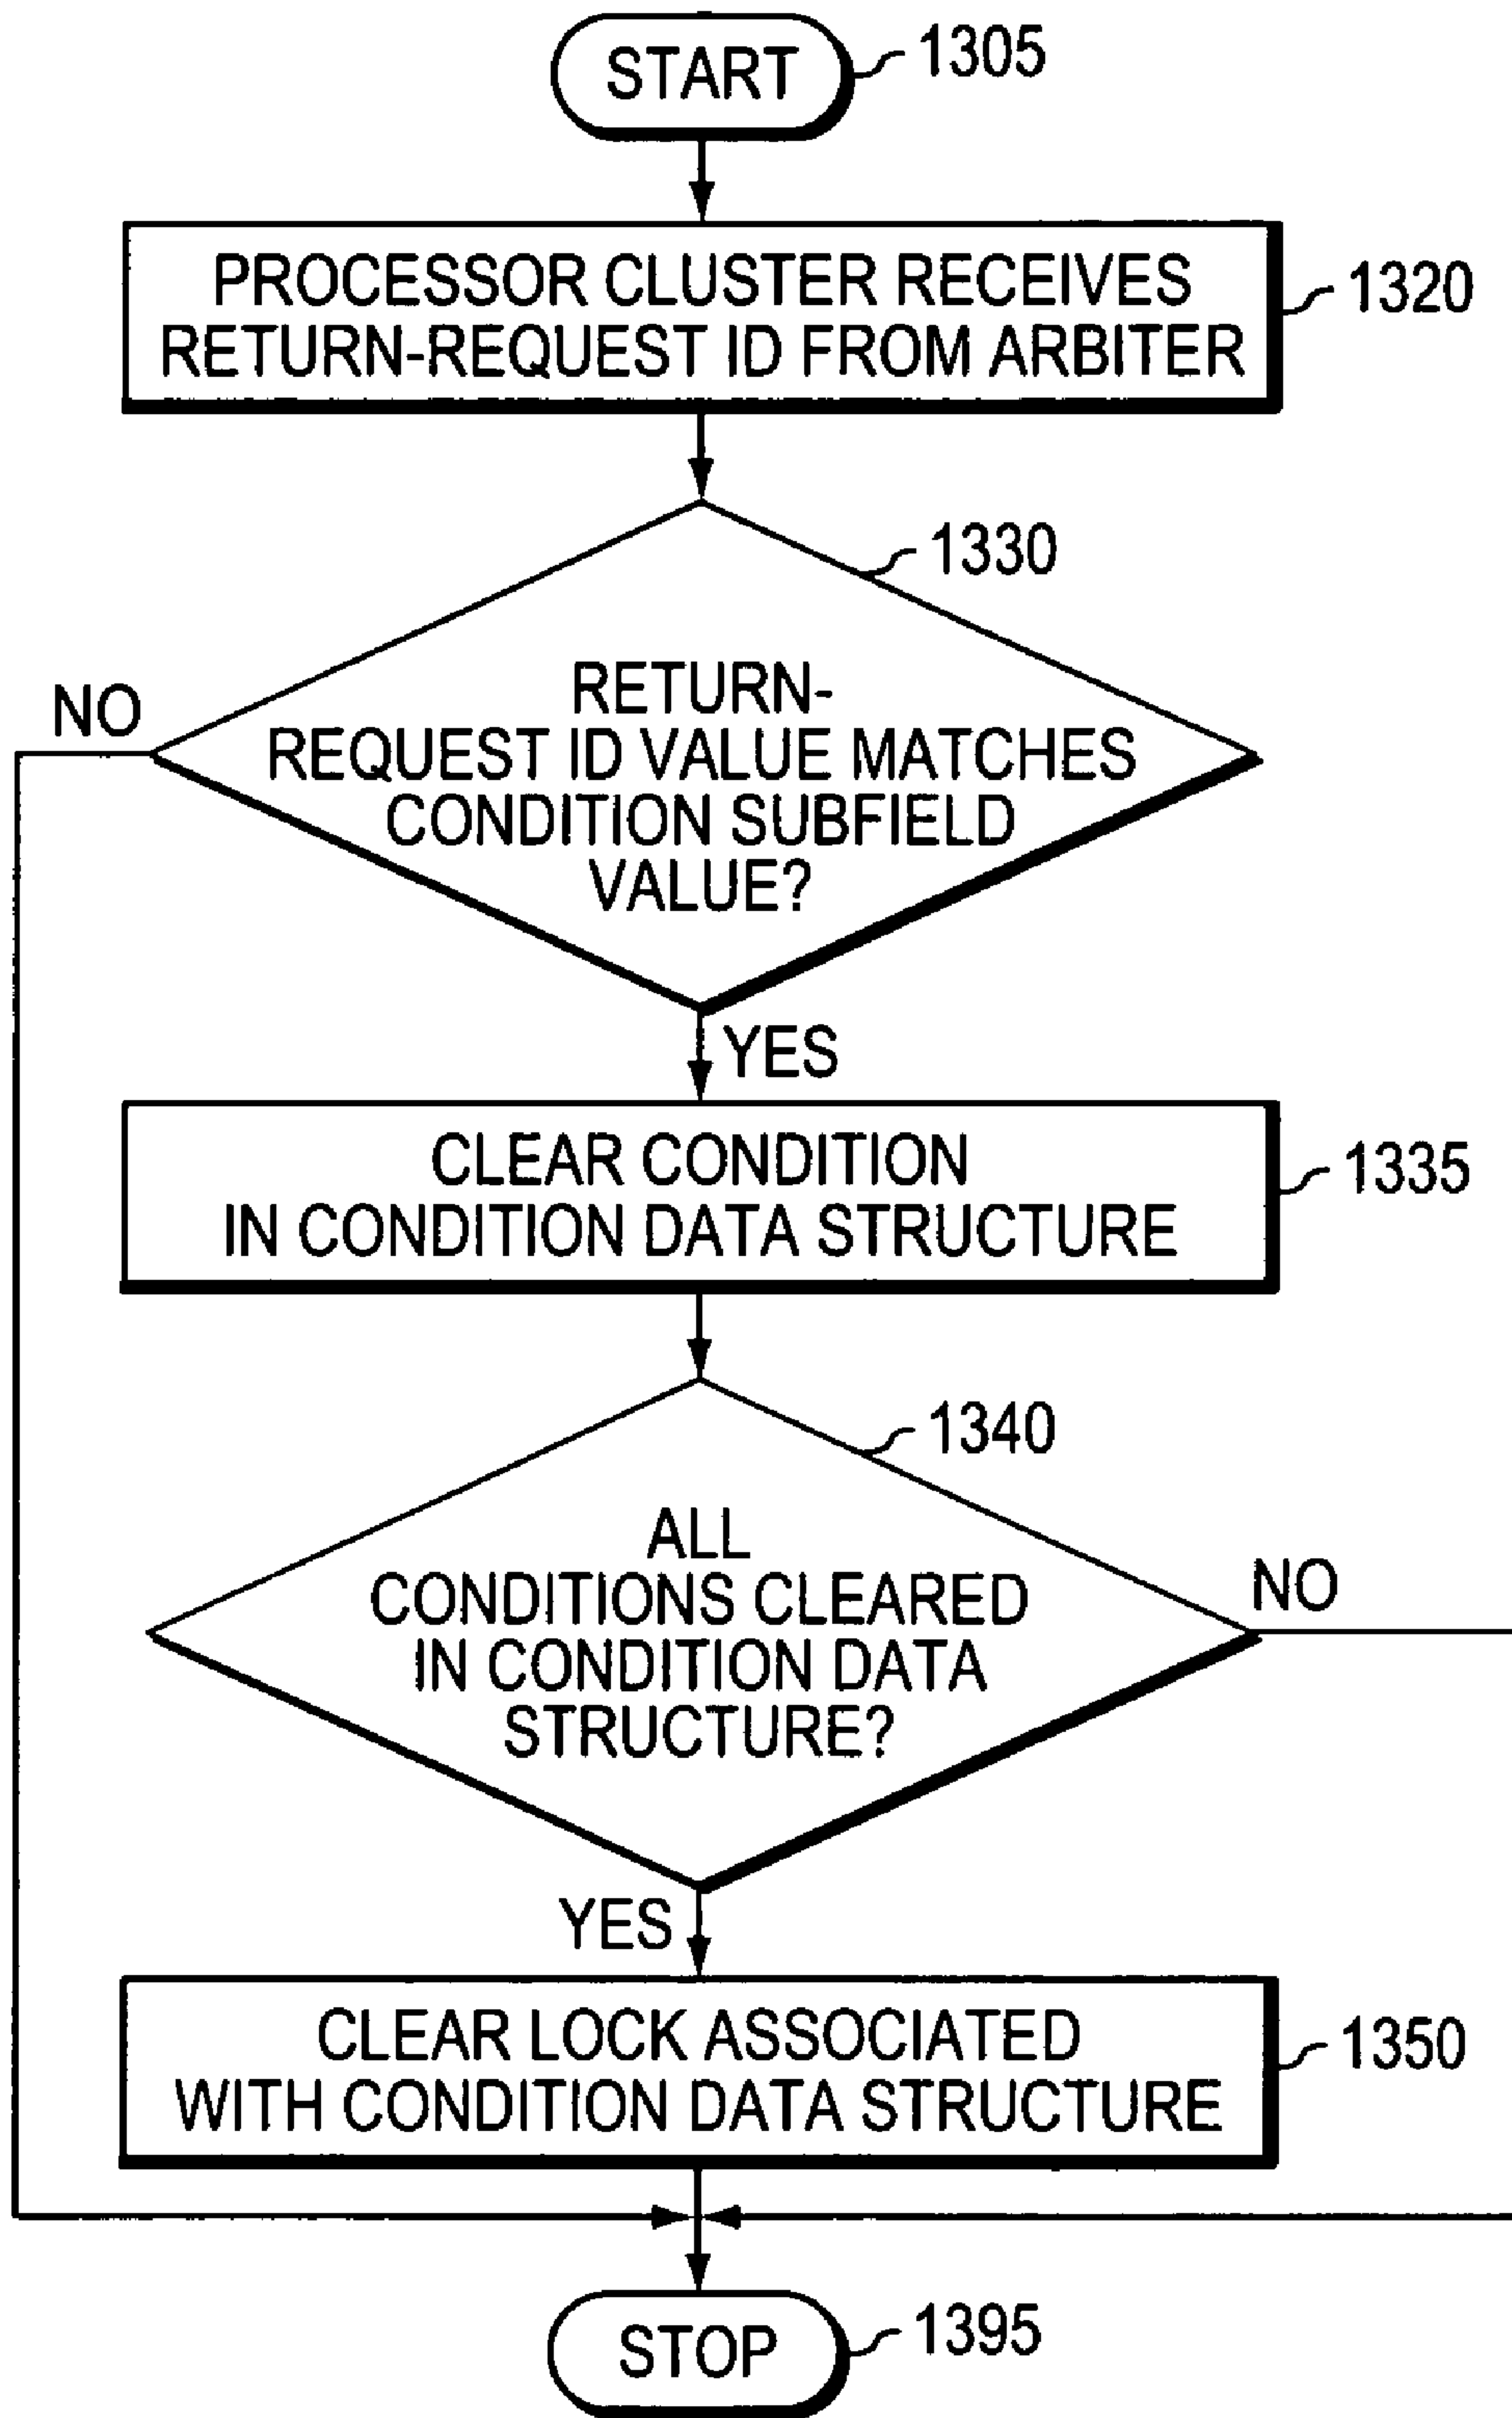 START
1305
PROCESSOR CLUSTER RECEIVES
RETURN-REQUEST ID FROM ARBITER
1320
1330
NO
RETURN-
REQUEST ID VALUE MATCHES
CONDITION SUBFIELD
VALUE?
YES
CLEAR CONDITION
IN CONDITION DATA STRUCTURE
1335
1340
ALL
CONDITIONS CLEARED
IN CONDITION DATA
STRUCTURE?
NO
YES
CLEAR LOCK ASSOCIATED
WITH CONDITION DATA STRUCTURE
1350
STOP
1395